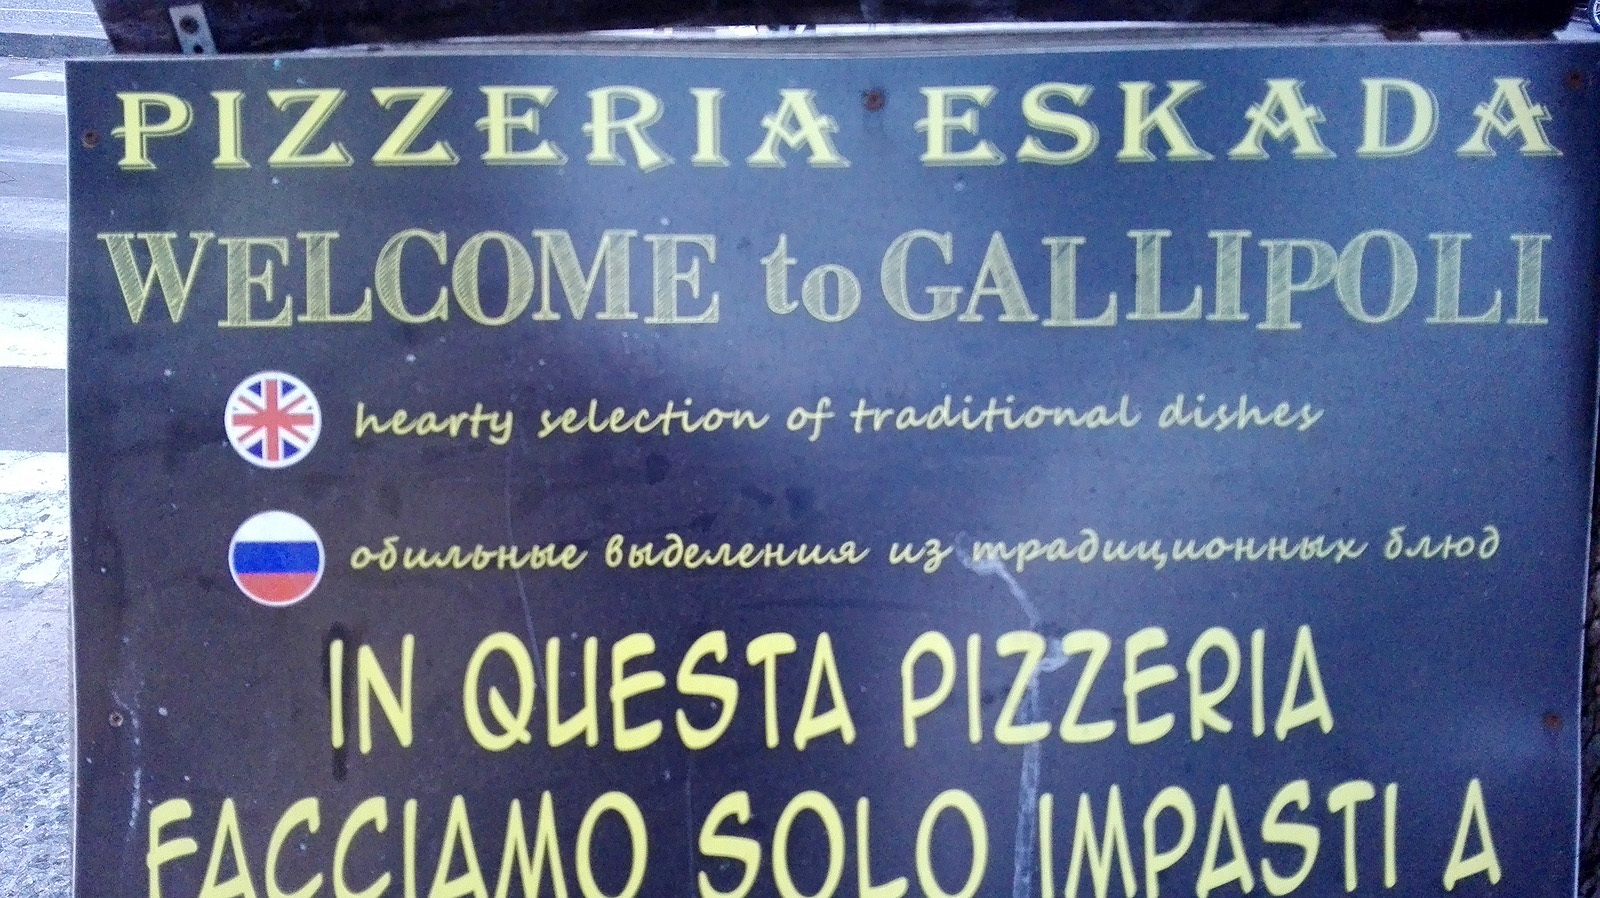 PIZZERIA ESKADA
WELCOME to GALLIPOLI
hearty selection of traditional dishes
обильные выделения из традиционных блюд
IN QUESTA PIZZERIA
FACCIAMO SOLO IMPASTI A